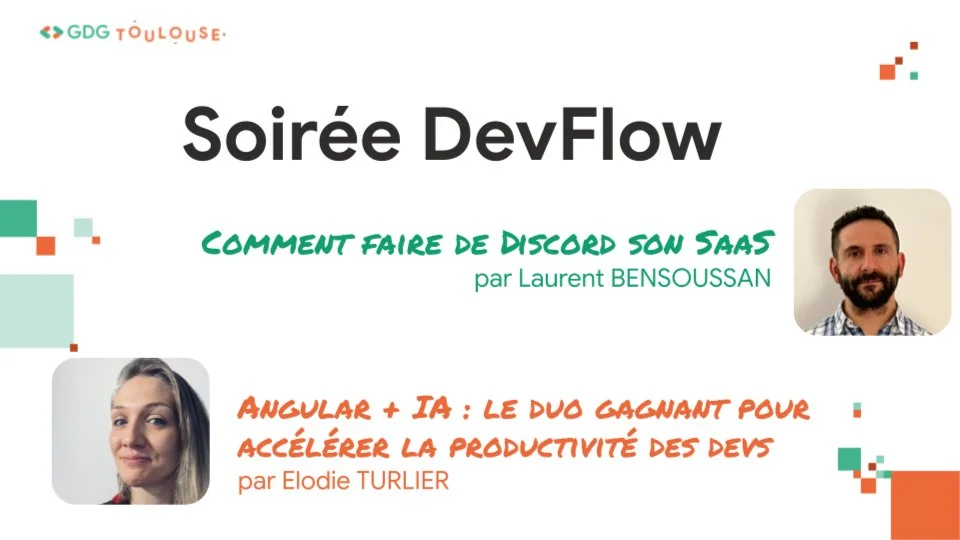 GDG TOULOUSE
Soirée DevFlow
Comment faire de Discord son SaaS
par Laurent BENSOUSSAN
Angular + IA : le duo gagnant pour
accélérer la productivité des devs
par Elodie TURLIER